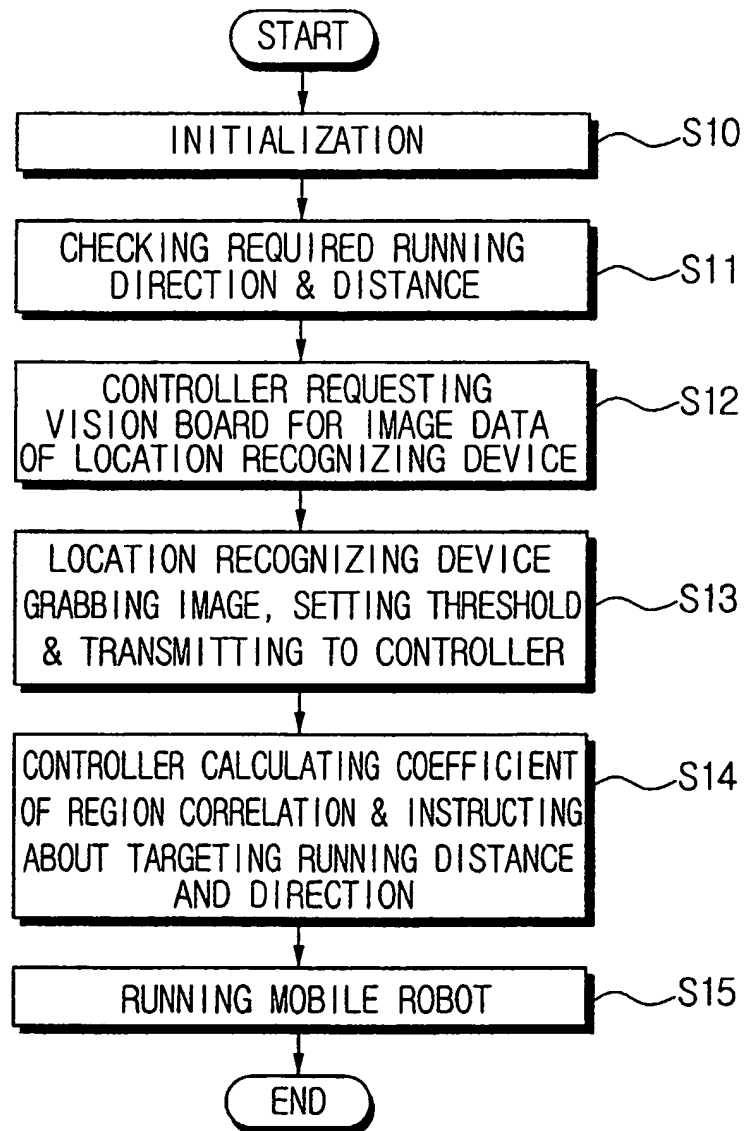 START
INITIALIZATION
S10
CHECKING REQUIRED RUNNING
DIRECTION & DISTANCE
S11
CONTROLLER REQUESTING
VISION BOARD FOR IMAGE DATA
OF LOCATION RECOGNIZING DEVICE
S12
LOCATION RECOGNIZING DEVICE
GRABBING IMAGE, SETTING THRESHOLD
& TRANSMITTING TO CONTROLLER
S13
CONTROLLER CALCULATING COEFFICIENT
OF REGION CORRELATION & INSTRUCTING
ABOUT TARGETING RUNNING DISTANCE
AND DIRECTION
S14
RUNNING MOBILE ROBOT
S15
END